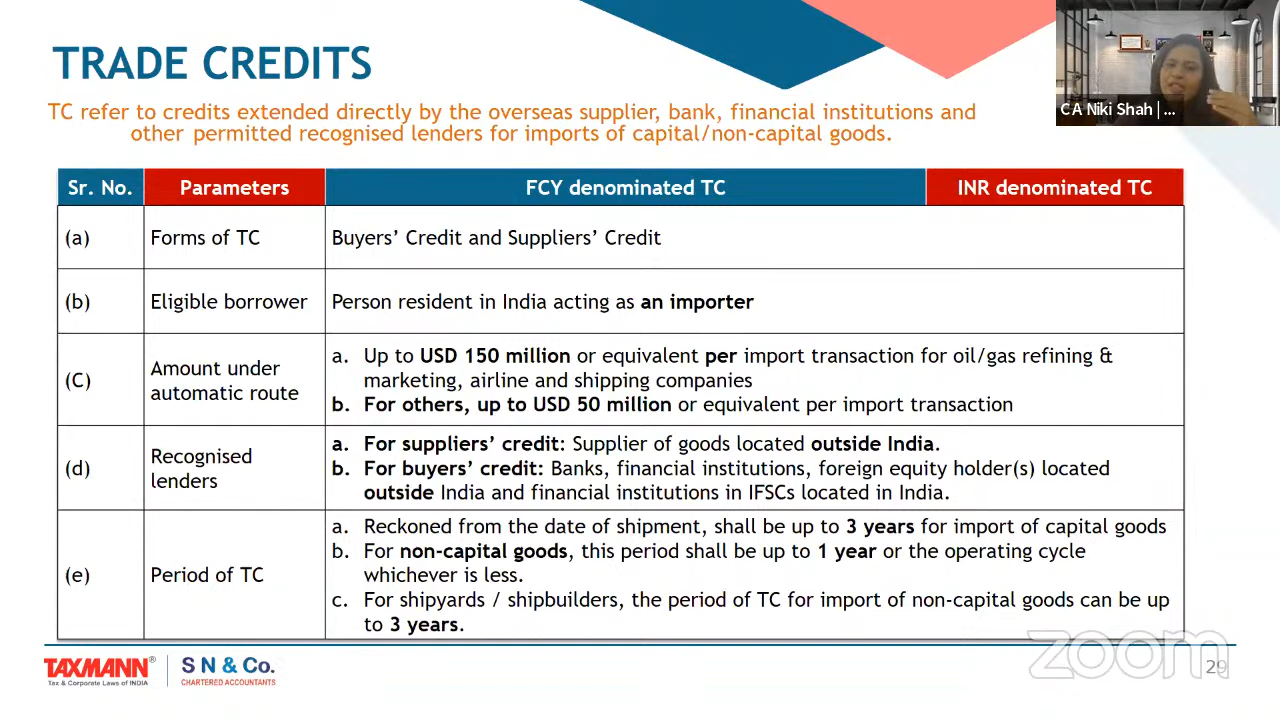 TRADE CREDITS
TC refer to credits extended directly by the overseas supplier, bank, financial institutions and
other permitted recognised lenders for imports of capital/non-capital goods.
CA Niki Shah | ...
Sr. No. Parameters FCY denominated TC INR denominated TC
(a) Forms of TC Buyers’ Credit and Suppliers’ Credit
(b) Eligible borrower Person resident in India acting as an importer
(C) Amount under automatic route
a. Up to USD 150 million or equivalent per import transaction for oil/gas refining &
marketing, airline and shipping companies
b. For others, up to USD 50 million or equivalent per import transaction
(d) Recognised lenders
a. For suppliers’ credit: Supplier of goods located outside India.
b. For buyers’ credit: Banks, financial institutions, foreign equity holder(s) located
outside India and financial institutions in IFSCs located in India.
(e) Period of TC
a. Reckoned from the date of shipment, shall be up to 3 years for import of capital goods
b. For non-capital goods, this period shall be up to 1 year or the operating cycle
whichever is less.
c. For shipyards / shipbuilders, the period of TC for import of non-capital goods can be up
to 3 years.
TAXMANN®
Tax & Corporate Laws of INDIA
S N & Co.
CHARTERED ACCOUNTANTS
zoom
29